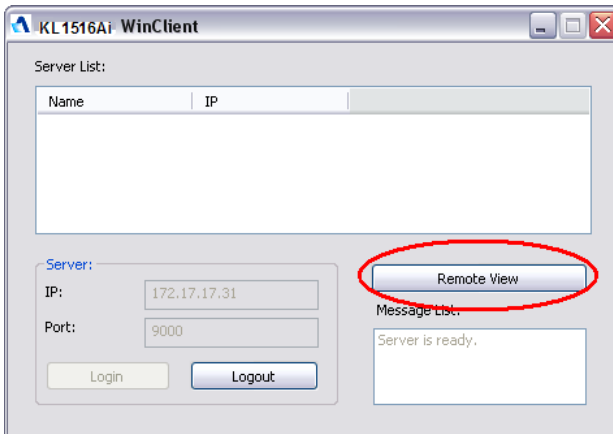 KL1516Ai WinClient
Server List:
Name IP
Server:
IP: 172.17.17.31
Port: 9000
Login Logout
Remote View
Message List:
Server is ready.